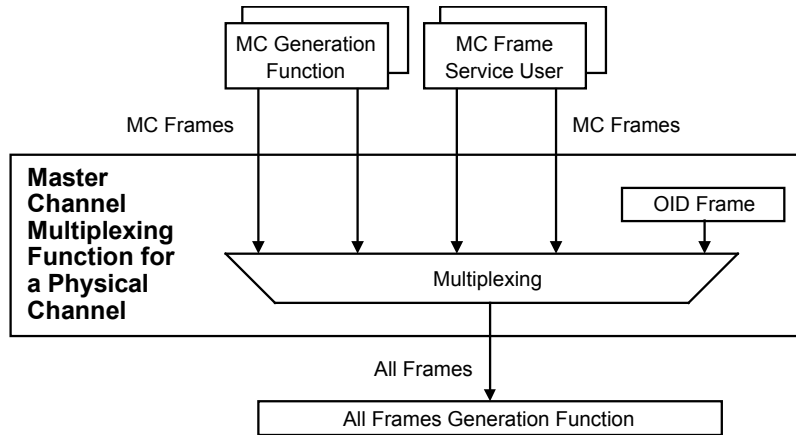 MC Generation
Function
MC Frame
Service User
MC Frames
MC Frames
Master
Channel
Multiplexing
Function for
a Physical
Channel
OID Frame
Multiplexing
All Frames
All Frames Generation Function